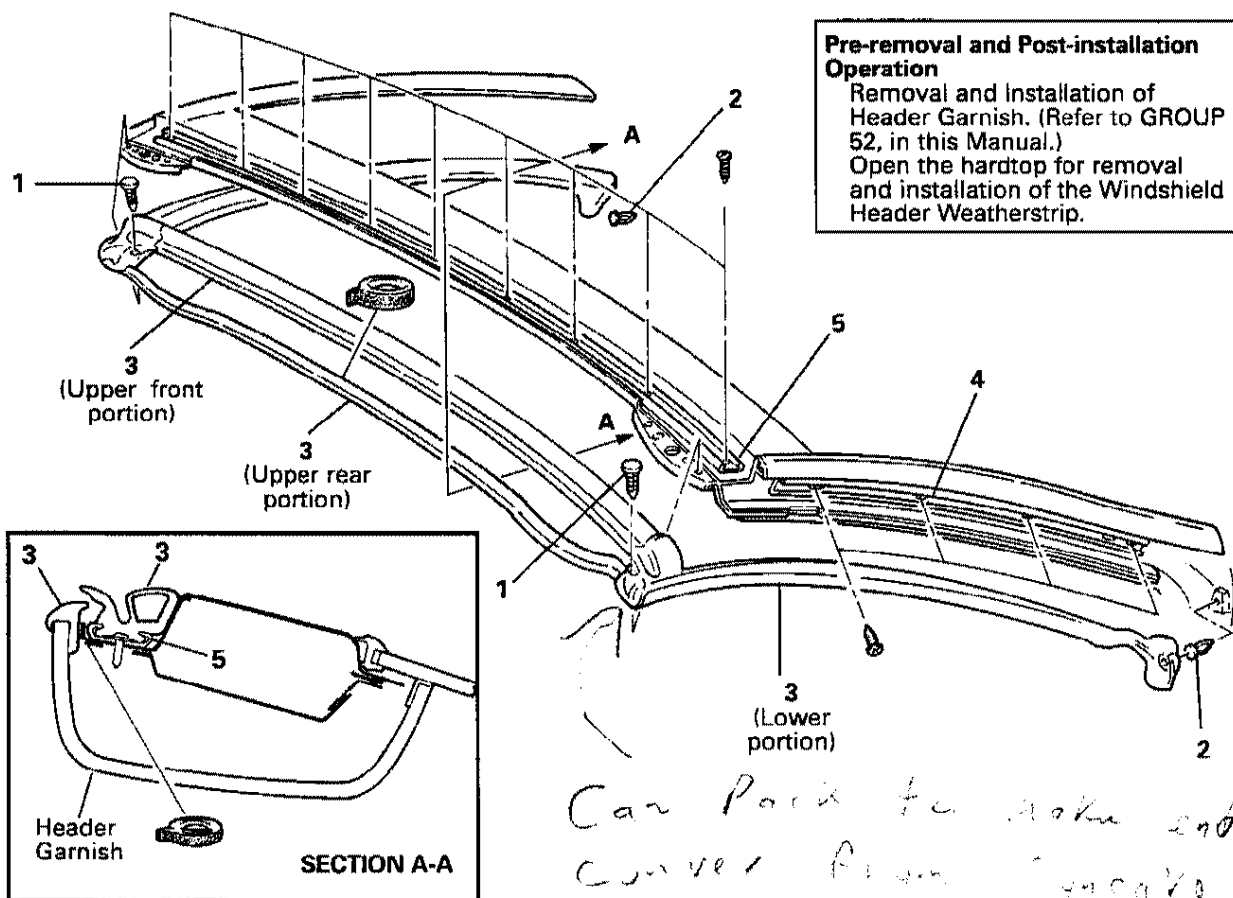 Pre-removal and Post-installation
Operation
Removal and Installation of
Header Garnish. (Refer to GROUP
52, in this Manual.)
Open the hardtop for removal
and installation of the Windshield
Header Weatherstrip.
2
A
1
3
(Upper front
portion)
5
4
A
3
(Upper rear
portion)
1
3
(Lower
portion)
2
3
3
5
Header
Garnish
SECTION A-A
Can
end